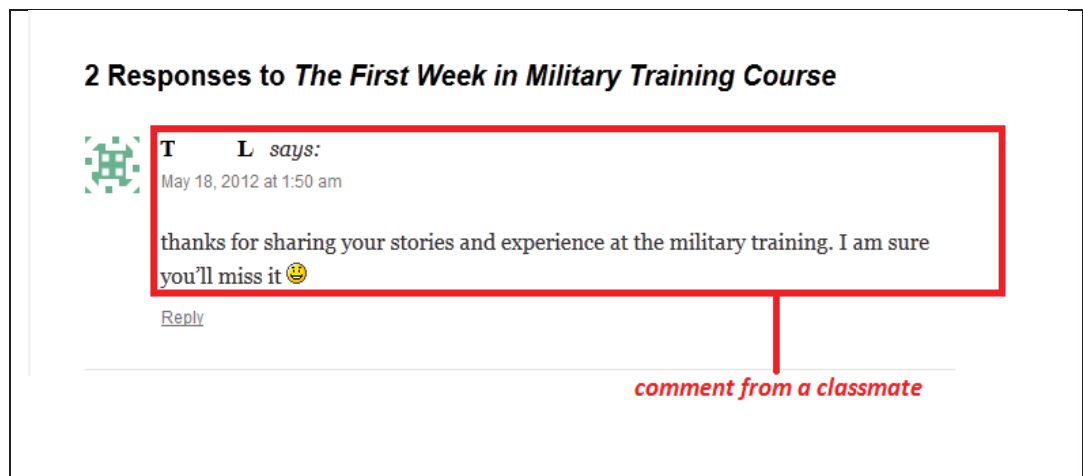 2 Responses to The First Week in Military Training Course
T L says:
May 18, 2012 at 1:50 am
thanks for sharing your stories and experience at the military training. I am sure
you’ll miss it
Reply
comment from a classmate